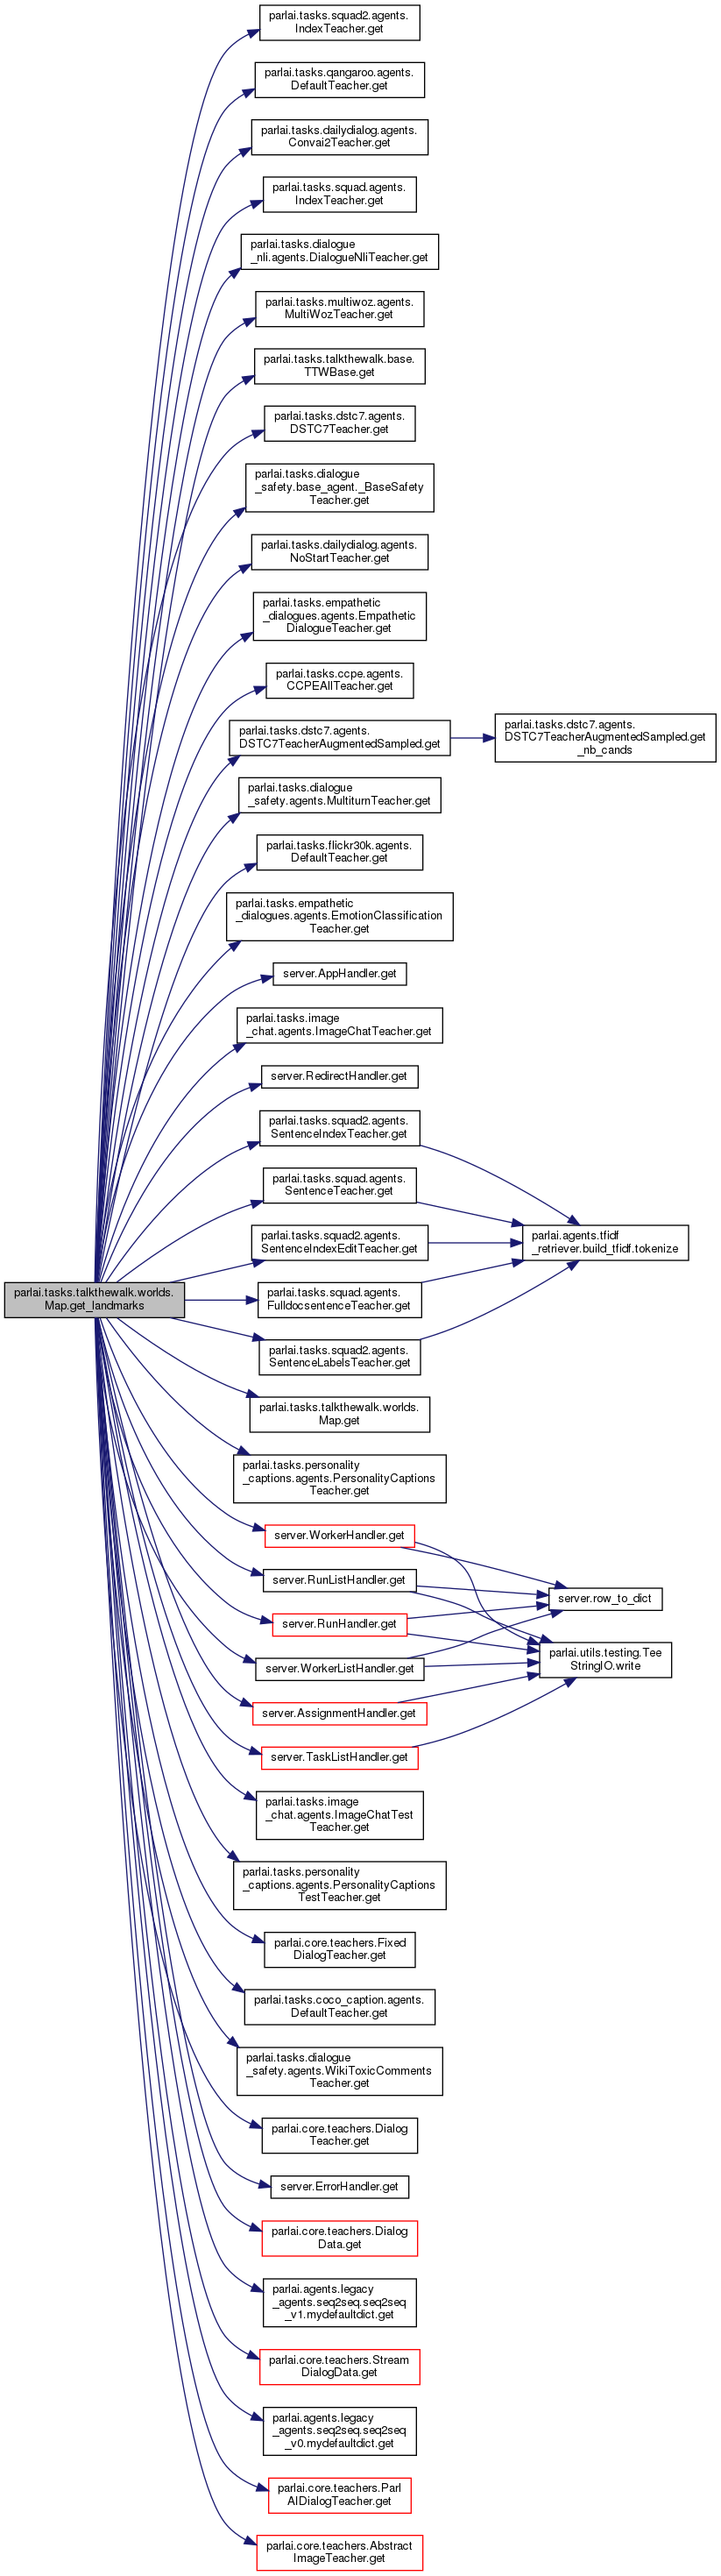 parlai.tasks.squad2.agents.
IndexTeacher.get
parlai.tasks.qangaroo.agents.
DefaultTeacher.get
parlai.tasks.dailydialog.agents.
Convai2Teacher.get
parlai.tasks.squad.agents.
IndexTeacher.get
parlai.tasks.dialogue
_nli.agents.DialogueNliTeacher.get
parlai.tasks.multiwoz.agents.
MultiWozTeacher.get
parlai.tasks.talkthewalk.base.
TTWBase.get
parlai.tasks.dstc7.agents.
DSTC7Teacher.get
parlai.tasks.dialogue
_safety.base_agent._BaseSafety
Teacher.get
parlai.tasks.dailydialog.agents.
NoStartTeacher.get
parlai.tasks.empathetic
_dialogues.agents.Empathetic
DialogueTeacher.get
parlai.tasks.ccpe.agents.
CCPEAllTeacher.get
parlai.tasks.dstc7.agents.
DSTC7TeacherAugmentedSampled.get
parlai.tasks.dstc7.agents.
DSTC7TeacherAugmentedSampled.get
_nb_cands
parlai.tasks.dialogue
_safety.agents.MultiturnTeacher.get
parlai.tasks.flickr30k.agents.
DefaultTeacher.get
parlai.tasks.empathetic
_dialogues.agents.EmotionClassification
Teacher.get
server.AppHandler.get
parlai.tasks.image
_chat.agents.ImageChatTeacher.get
server.RedirectHandler.get
parlai.tasks.squad2.agents.
SentenceIndexTeacher.get
parlai.tasks.squad.agents.
SentenceTeacher.get
parlai.tasks.squad2.agents.
SentenceIndexEditTeacher.get
parlai.agents.tfidf
_retriever.build_tfidf.tokenize
parlai.tasks.talkthewalk.worlds.
Map.get_landmarks
parlai.tasks.squad.agents.
FulldocsentenceTeacher.get
parlai.tasks.squad2.agents.
SentenceLabelsTeacher.get
parlai.tasks.talkthewalk.worlds.
Map.get
parlai.tasks.personality
_captions.agents.PersonalityCaptions
Teacher.get
server.WorkerHandler.get
server.RunListHandler.get
server.row_to_dict
server.RunHandler.get
server.WorkerListHandler.get
parlai.utils.testing.Tee
StringIO.write
server.AssignmentHandler.get
server.TaskListHandler.get
parlai.tasks.image
_chat.agents.ImageChatTest
Teacher.get
parlai.tasks.personality
_captions.agents.PersonalityCaptions
TestTeacher.get
parlai.core.teachers.Fixed
DialogTeacher.get
parlai.tasks.coco_caption.agents.
DefaultTeacher.get
parlai.tasks.dialogue
_safety.agents.WikiToxicComments
Teacher.get
parlai.core.teachers.Dialog
Teacher.get
server.ErrorHandler.get
parlai.core.teachers.Dialog
Data.get
parlai.agents.legacy
_agents.seq2seq.seq2seq
_v1.mydefaultdict.get
parlai.core.teachers.Stream
DialogData.get
parlai.agents.legacy
_agents.seq2seq.seq2seq
_v0.mydefaultdict.get
parlai.core.teachers.Parl
AIDialogTeacher.get
parlai.core.teachers.Abstract
ImageTeacher.get